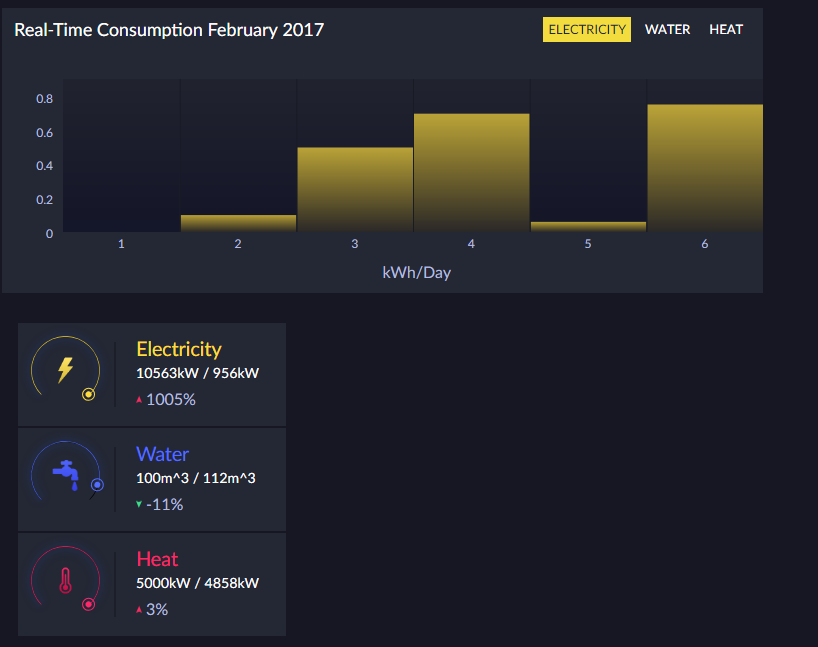 Real-Time Consumption February 2017
ELECTRICITY WATER HEAT
0.8
0.6
0.4
0.2
0
1 2 3 4 5 6
kWh/Day
Electricity
10563kW / 956kW
1005%
Water
100m^3 / 112m^3
-11%
Heat
5000kW / 4858kW
3%